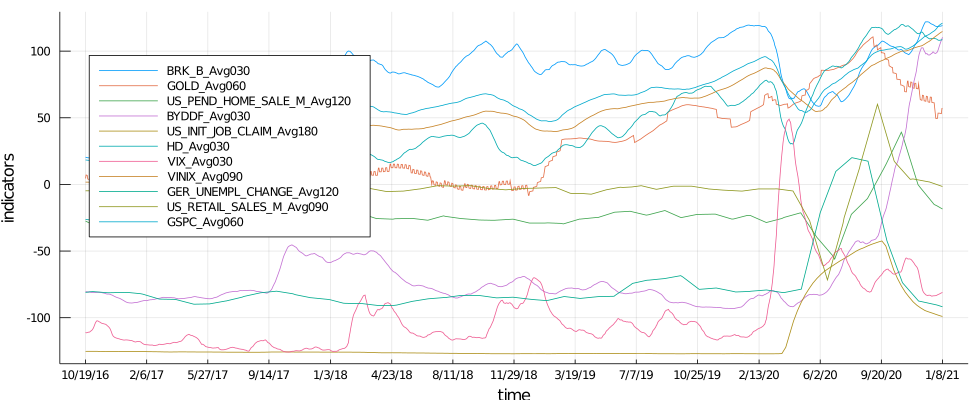 100
50
0
-50
-100
indicators
BRK_B_Avg030
GOLD_Avg060
US_PEND_HOME_SALE_M_Avg120
BYDDF_Avg030
US_INIT_JOB_CLAIM_Avg180
HD_Avg030
VIX_Avg030
VINIX_Avg090
GER_UNEMPL_CHANGE_Avg120
US_RETAIL_SALES_M_Avg090
GSPC_Avg060
10/19/16 2/6/17 5/27/17 9/14/17 1/3/18 4/23/18 8/11/18 11/29/18 3/19/19 7/7/19 10/25/19 2/13/20 6/2/20 9/20/20 1/8/21
time